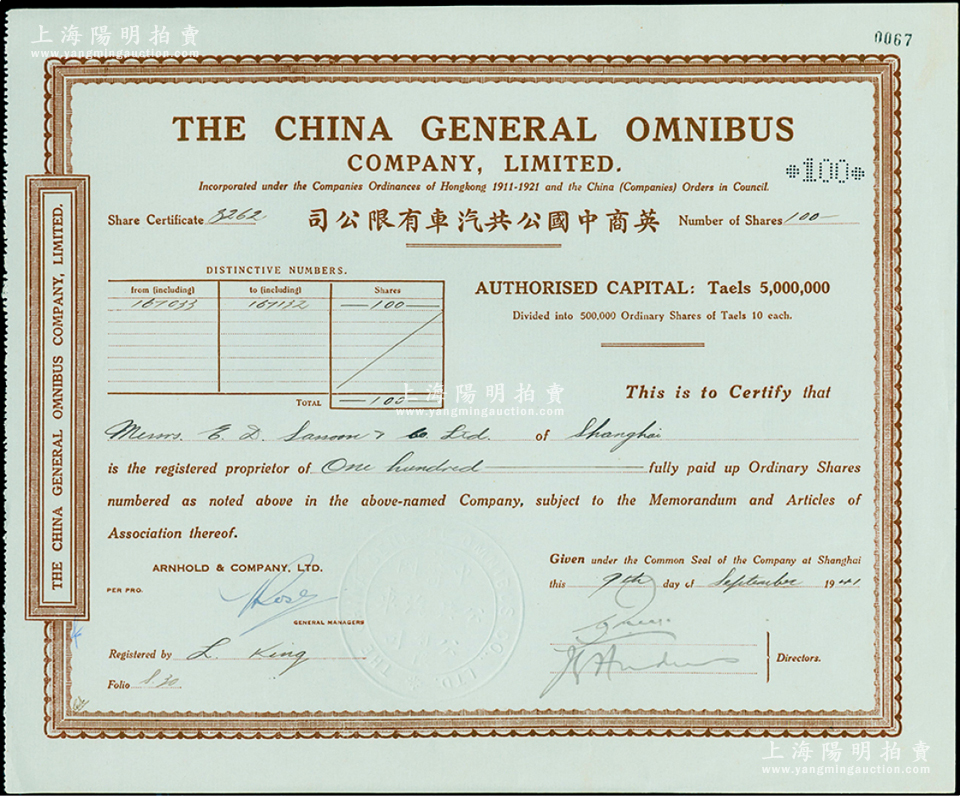 上海陽明拍賣
www.yangmingauction.com
0067
THE CHINA GENERAL OMNIBUS
COMPANY, LIMITED.
*100*
Incorporated under the Companies Ordinances of Hongkong 1911-1921 and the China (Companies) Orders in Council.
Share Certificate 3262
司公限有車汽共公國中商英
Number of Shares 100
DISTINCTIVE NUMBERS.
from (including) to (including) Shares
167033 167132 100
AUTHORISED CAPITAL: Taels 5,000,000
Divided into 500,000 Ordinary Shares of Taels 10 each.
TOTAL 100
上海陽明拍賣
www.yangmingauction.com
This is to Certify that
Messrs. E. D. Sassoon & Co Ltd. of Shanghai
is the registered proprietor of One hundred fully paid up Ordinary Shares
numbered as noted above in the above-named Company, subject to the Memorandum and Articles of
Association thereof.
ARNHOLD & COMPANY, LTD.
PER PRO.
GENERAL MANAGERS
Given under the Common Seal of the Company at Shanghai
this 9th day of September 1941
Registered by L. King
Folio S 30
Directors.
THE CHINA GENERAL OMNIBUS COMPANY, LIMITED.
上海陽明拍賣
www.yangmingauction.com